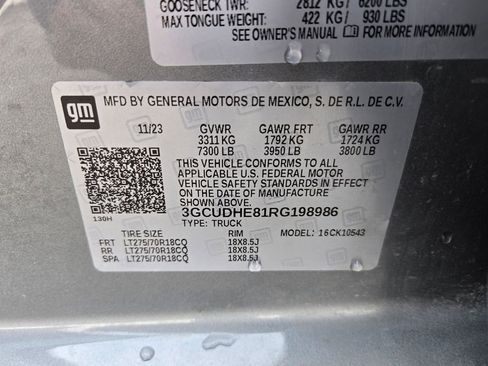 GOOSENECK TWR: 2812 KG/ 6200 LBS
MAX TONGUE WEIGHT: 422 KG/ 930 LBS
SEE OWNER'S MANUAL FOR MORE INFORMATION
gm
MFD BY GENERAL MOTORS DE MEXICO, S. DE R.L. DE C.V.
11/23 GVWR GAWR FRT GAWR RR
3311 KG 1792 KG 1724 KG
7300 LB 3950 LB 3800 LB
THIS VEHICLE CONFORMS TO ALL
APPLICABLE U.S. FEDERAL MOTOR
VEHICLE SAFETY STANDARDS IN EFFECT
ON THE DATE OF MANUFACTURE
SHOWN ABOVE.
3GCUDHE81RG198986
130H TYPE: TRUCK
TIRE SIZE RIM MODEL: 16CK10543
FRT LT275/70R18CQ 18X8.5J
RR LT275/70R18CQ 18X8.5J
SPA LT275/70R18CQ 18X8.5J